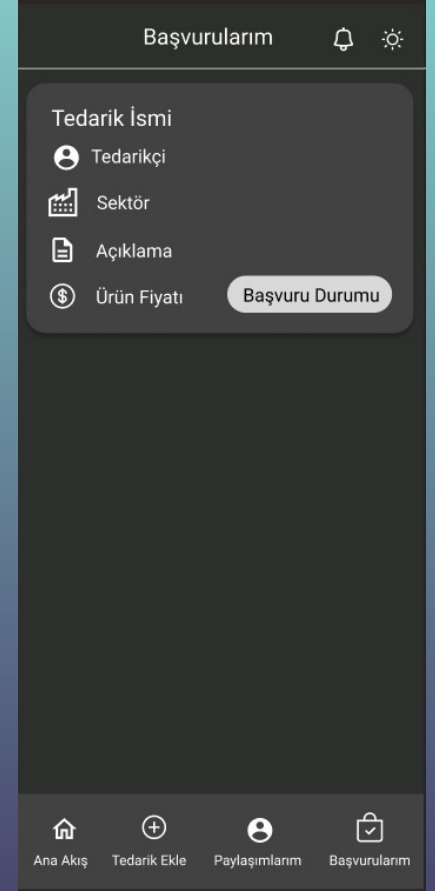 Başvurularım
Tedarik İsmi
Tedarikçi
Sektör
Açıklama
Ürün Fiyatı
Başvuru Durumu
Ana Akış
Tedarik Ekle
Paylaşımlarım
Başvurularım